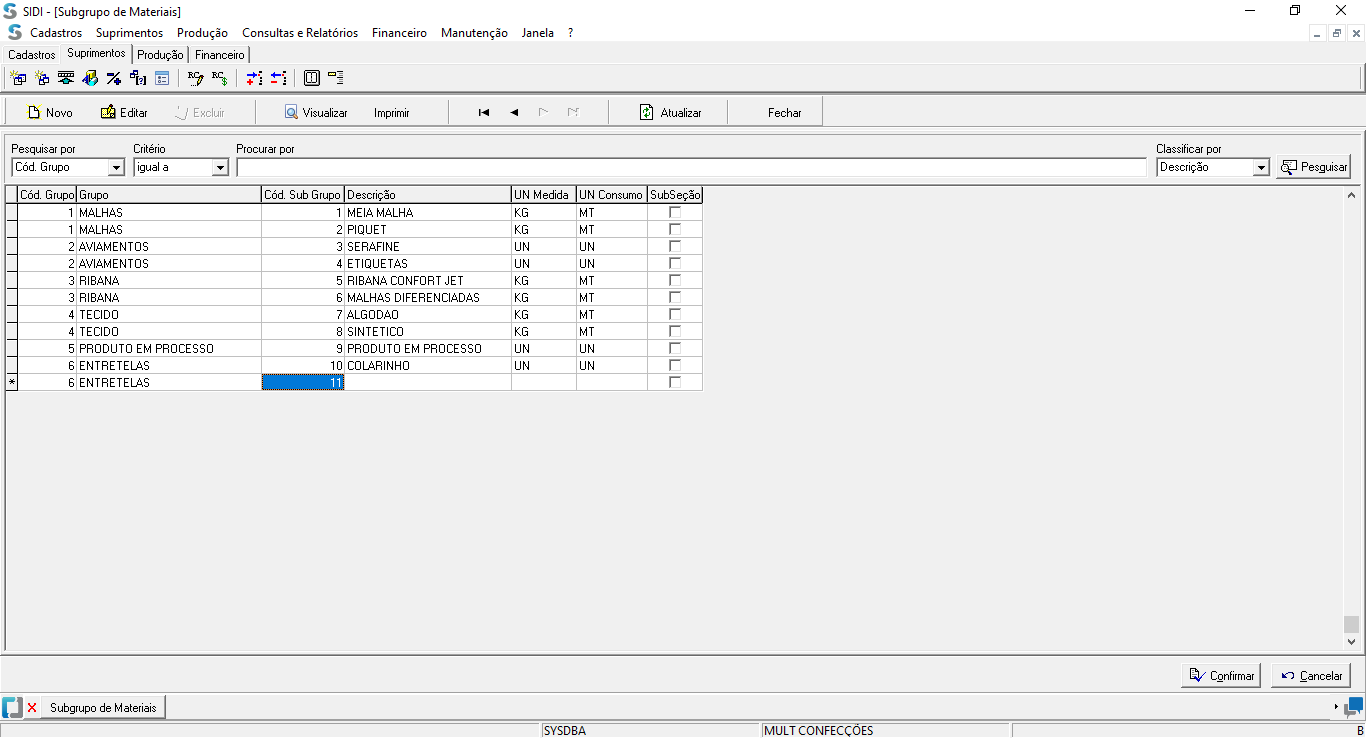 SIDI - [Subgrupo de Materiais]
Cadastros Suprimentos Produção Consultas e Relatórios Financeiro Manutenção Janela ?
Cadastros Suprimentos Produção Financeiro
Novo Editar Excluir Visualizar Imprimir Atualizar Fechar
Pesquisar por Critério Procurar por Classificar por
Cód. Grupo igual a Descrição Pesquisar
Cód. Grupo Grupo Cód. Sub Grupo Descrição UN Medida UN Consumo SubSeção
1 MALHAS 1 MEIA MALHA KG MT
1 MALHAS 2 PIQUET KG MT
2 AVIAMENTOS 3 SERAFINE UN UN
2 AVIAMENTOS 4 ETIQUETAS UN UN
3 RIBANA 5 RIBANA CONFORT JET KG MT
3 RIBANA 6 MALHAS DIFERENCIADAS KG MT
4 TECIDO 7 ALGODAO KG MT
4 TECIDO 8 SINTETICO KG MT
5 PRODUTO EM PROCESSO 9 PRODUTO EM PROCESSO UN UN
6 ENTRETELAS 10 COLARINHO UN UN
* 6 ENTRETELAS 11
Confirmar Cancelar
Subgrupo de Materiais
SYSDBA MULT CONFECÇÕES B